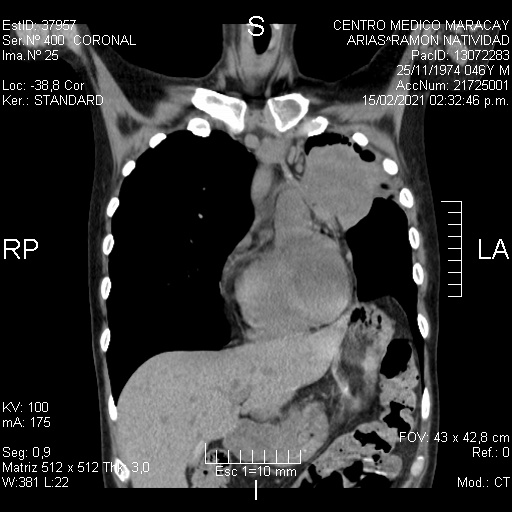 EstID: 37957
Ser.Nº 400 CORONAL
Ima.Nº 25
Loc: -38,8 Cor
Ker.: STANDARD
S
CENTRO MEDICO MARACAY
ARIAS^RAMON NATIVIDAD
PacID: 13072283
25/11/1974 046Y M
AccNum: 21725001
15/02/2021 02:32:46 p.m.
RP
LA
KV: 100
mA: 175
Seg: 0,9
Matriz 512 x 512 Thk: 3,0
W:381 L:22
Esc 1=10 mm
I
FOV: 43 x 42,8 cm
Ref.: 0
Mod.: CT